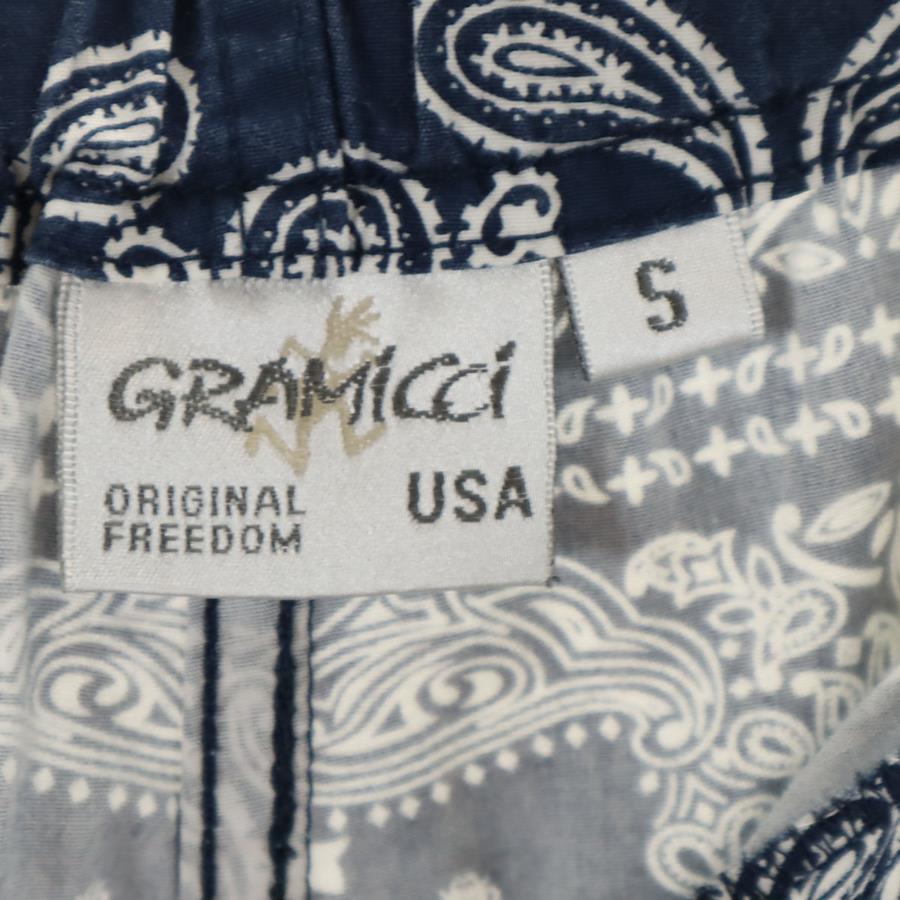 GRAMiCCi
ORIGINAL
FREEDOM
USA
S